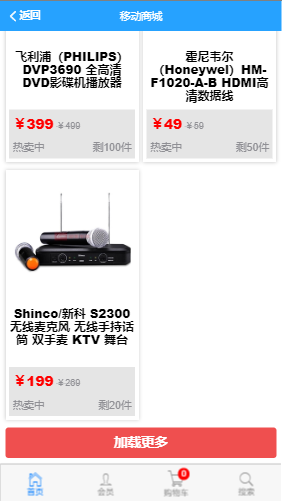 返回
移动商城
飞利浦（PHILIPS）
DVP3690 全高清
DVD影碟机播放器
￥399 ￥499
热卖中 剩100件
霍尼韦尔
（Honeywel）HM-
F1020-A-B HDMI高
清数据线
￥49 ￥59
热卖中 剩50件
Shinco/新科 S2300
无线麦克风 无线手持话
筒 双手麦 KTV 舞台
￥199 ￥269
热卖中 剩20件
加载更多
0
首页 会员 购物车 搜索